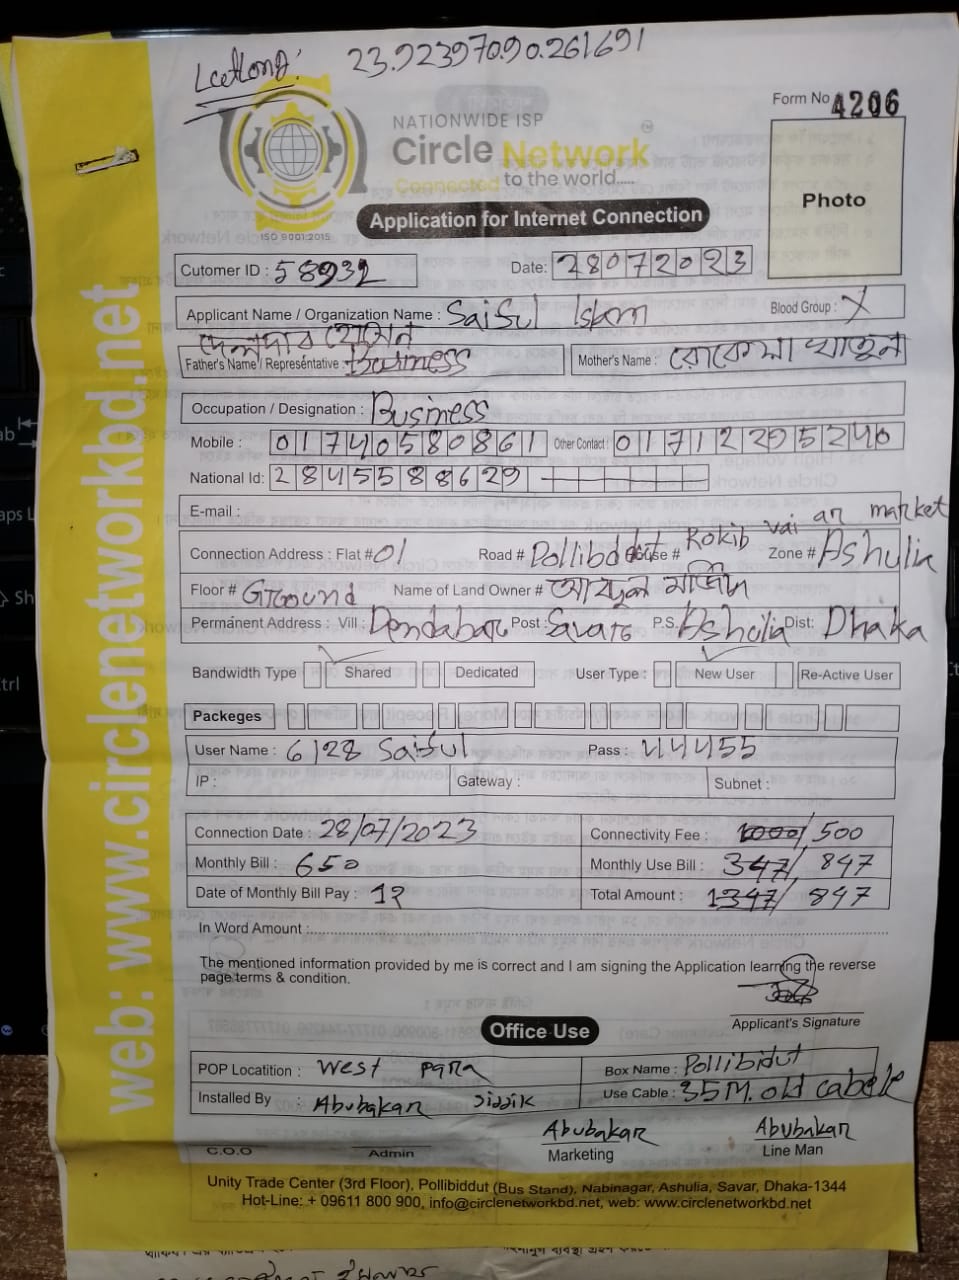 23.923970.90.261691
Form No 4206
NATIONWIDE ISP
Circle Network
Connected to the world.....
ISO 9001:2015
Application for Internet Connection
Photo
web: www.circlenetworkbd.net
Cutomer ID : 58932 Date: 28072023
Applicant Name / Organization Name : Saiful Islam Blood Group : X
দেলদার হোসেন
Father's Name / Representative : Business Mother's Name : রোকেয়া খাতুন
Occupation / Designation : Business
Mobile : 01740580861 Other Contact : 01712295240
National Id: 2845588629
E-mail :
Rokib vai ar market
Connection Address : Flat # 01 Road # Pollibddut House # Zone # Ashulia
Floor # Ground Name of Land Owner # আবদুল মজিদ
Permanent Address : Vill : Dendabar Post : Savar P.S. Ashulia Dist: Dhaka
Bandwidth Type Shared Dedicated User Type : New User Re-Active User
Packeges
User Name : 6128 Saiful Pass : 44455
IP : Gateway : Subnet :
Connection Date : 28/07/2023 Connectivity Fee : 1000/ 500
Monthly Bill : 650 Monthly Use Bill : 347/ 847
Date of Monthly Bill Pay : 12 Total Amount : 1347/ 847
In Word Amount :
The mentioned information provided by me is correct and I am signing the Application learning the reverse
page terms & condition.
Applicant's Signature
Office Use
POP Locatition : West para Box Name : Pollibidut
Installed By : Abubakar Siddik Use Cable : 35M. old cabele
Abubakar Abubakar
C.O.O Admin Marketing Line Man
Unity Trade Center (3rd Floor), Pollibiddut (Bus Stand), Nabinagar, Ashulia, Savar, Dhaka-1344
Hot-Line: + 09611 800 900, info@circlenetworkbd.net, web: www.circlenetworkbd.net